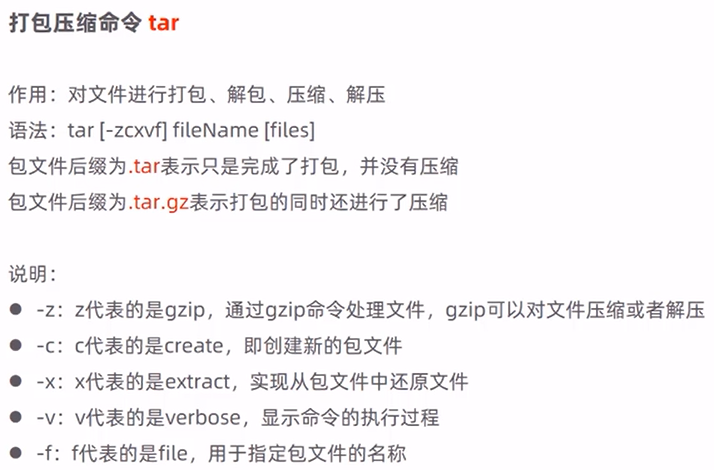 打包压缩命令 tar
作用：对文件进行打包、解包、压缩、解压
语法：tar [-zcxvf] fileName [files]
包文件后缀为.tar表示只是完成了打包，并没有压缩
包文件后缀为.tar.gz表示打包的同时还进行了压缩
说明：
● -z：z代表的是gzip，通过gzip命令处理文件，gzip可以对文件压缩或者解压
● -c：c代表的是create，即创建新的包文件
● -x：x代表的是extract，实现从包文件中还原文件
● -v：v代表的是verbose，显示命令的执行过程
● -f：f代表的是file，用于指定包文件的名称